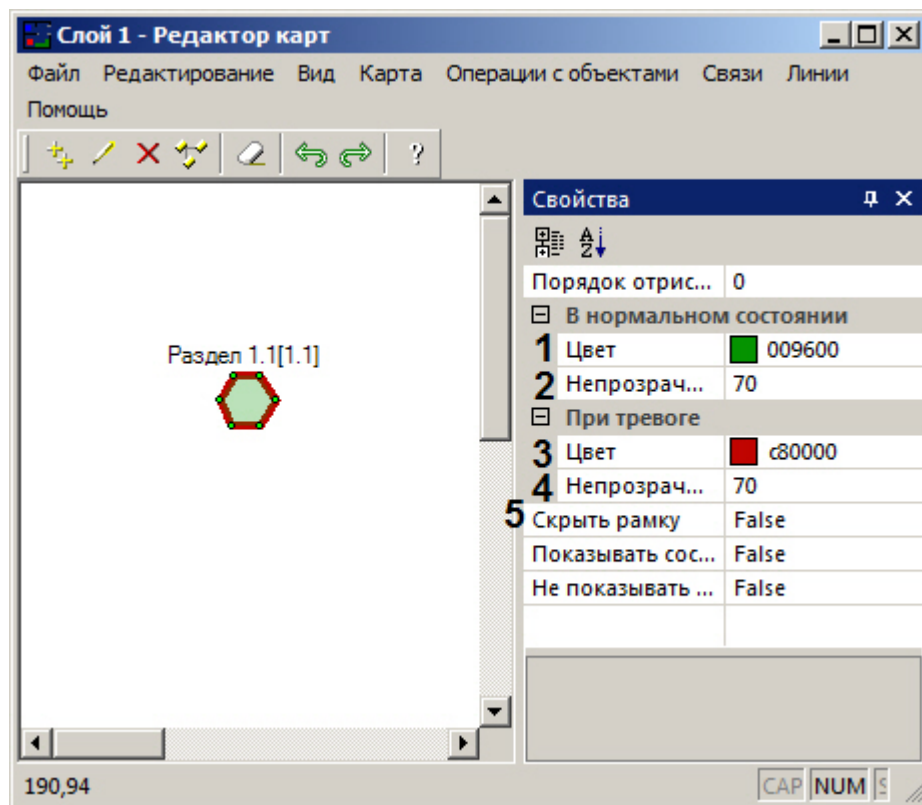 Слой 1 - Редактор карт
Файл Редактирование Вид Карта Операции с объектами Связи Линии
Помощь
?
Свойства
A
Z
Порядок отрис... 0
В нормальном состоянии
1 Цвет 009600
2 Непрозрач... 70
При тревоге
3 Цвет c80000
4 Непрозрач... 70
5 Скрыть рамку False
Показывать сос... False
Не показывать ... False
Раздел 1.1[1.1]
190,94
CAP NUM S